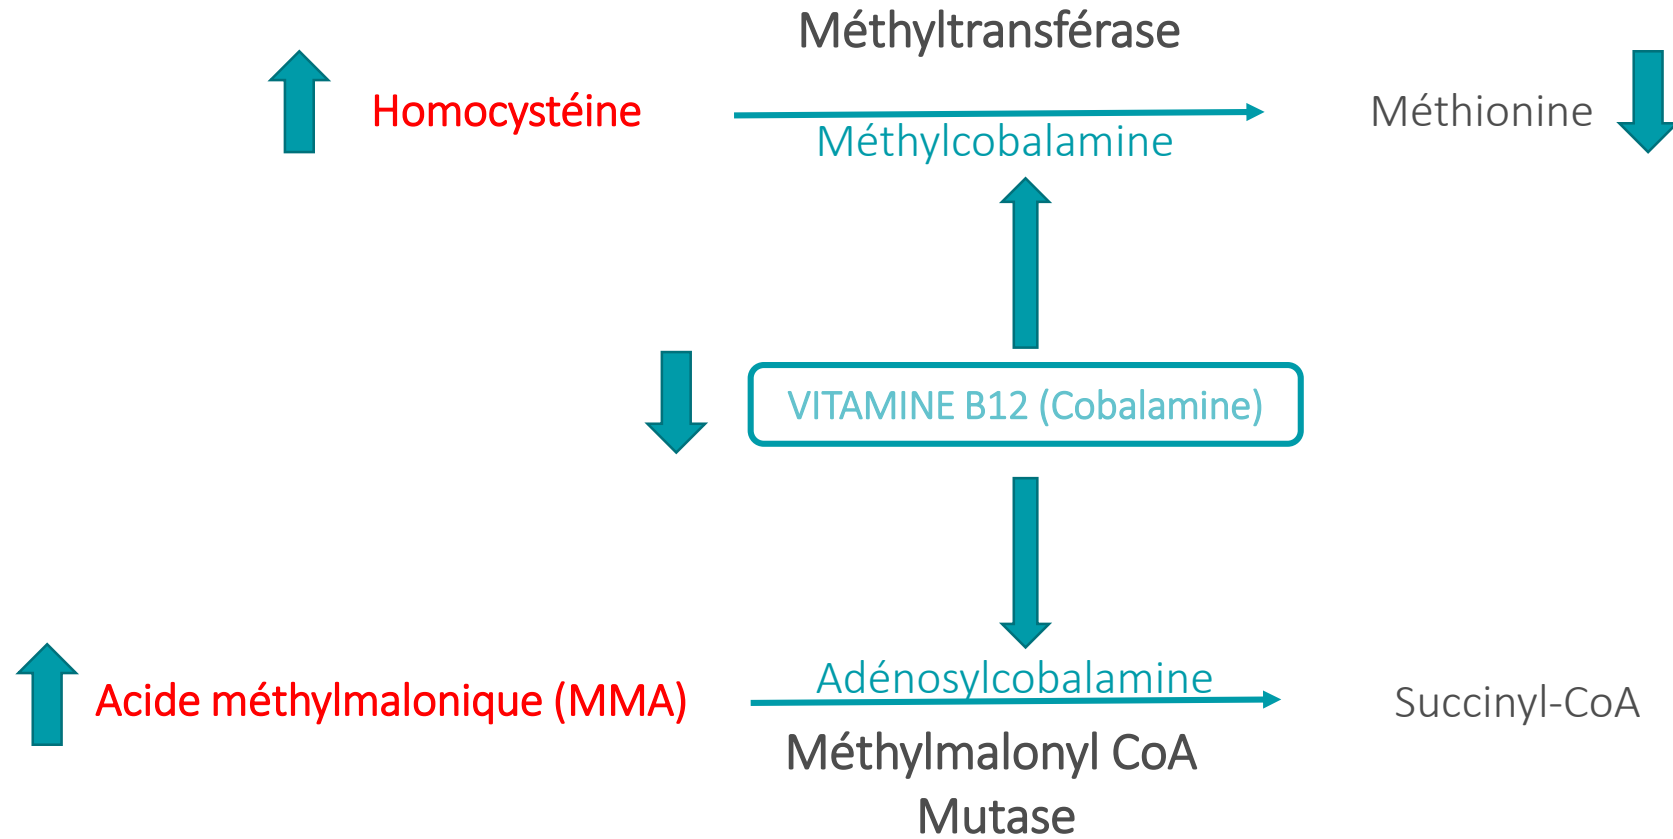 Méthyltransférase
Homocystéine
Méthionine
Méthylcobalamine
VITAMINE B12 (Cobalamine)
Adénosylcobalamine
Acide méthylmalonique (MMA)
Succinyl-CoA
Méthylmalonyl CoA
Mutase